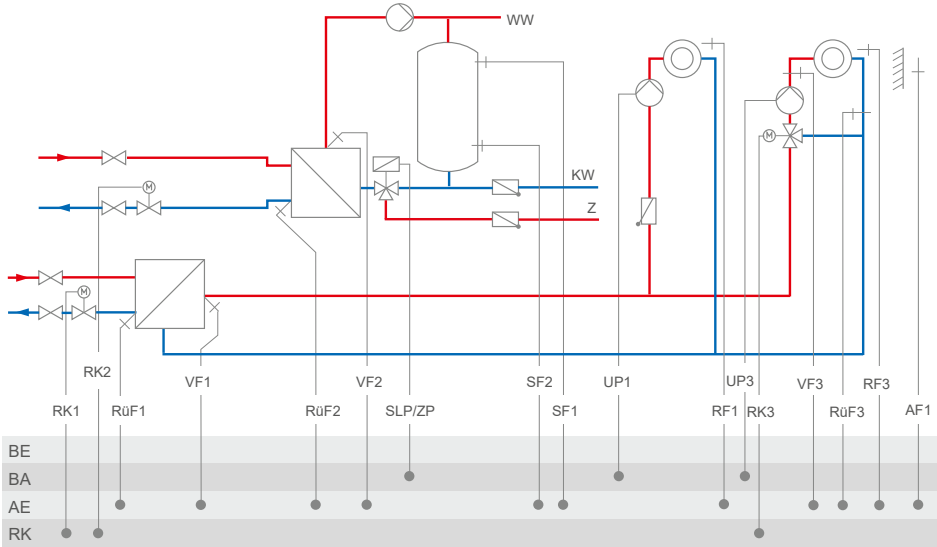 WW
KW
Z
M
M
M
RK2 VF1 VF2 SF2 UP1 UP3 VF3 RF3
RK1 RüF1 RüF2 SLP/ZP SF1 RF1 RK3 RüF3 AF1
BE
BA
AE
RK